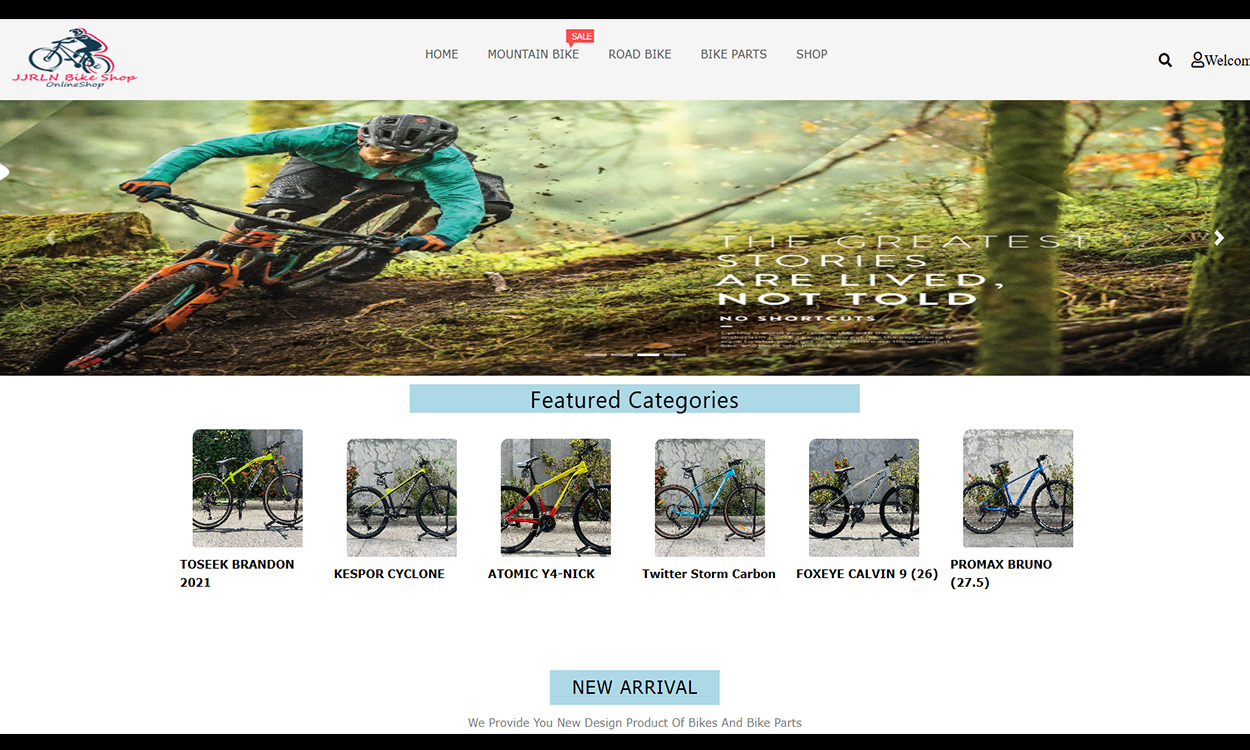 JJRLN Bike Shop
OnlineShop
HOME
MOUNTAIN BIKE
SALE
ROAD BIKE
BIKE PARTS
SHOP
Welcom
THE GREATEST
STORIES
ARE LIVED,
NOT TOLD
NO SHORTCUTS
Featured Categories
TOSEEK BRANDON
2021
KESPOR CYCLONE
ATOMIC Y4-NICK
Twitter Storm Carbon
FOXEYE CALVIN 9 (26)
PROMAX BRUNO
(27.5)
NEW ARRIVAL
We Provide You New Design Product Of Bikes And Bike Parts